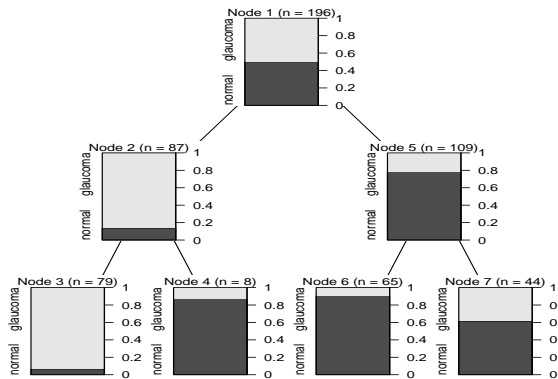 Node 1 (n = 196)
glaucoma
normal
1
0.8
0.6
0.4
0.2
0
Node 2 (n = 87)
glaucoma
normal
1
0.8
0.6
0.4
0.2
0
Node 5 (n = 109)
glaucoma
normal
1
0.8
0.6
0.4
0.2
0
Node 3 (n = 79)
glaucoma
normal
1
0.8
0.6
0.4
0.2
0
Node 4 (n = 8)
glaucoma
normal
1
0.8
0.6
0.4
0.2
0
Node 6 (n = 65)
glaucoma
normal
1
0.8
0.6
0.4
0.2
0
Node 7 (n = 44)
glaucoma
normal
1
0
0
0
0
0